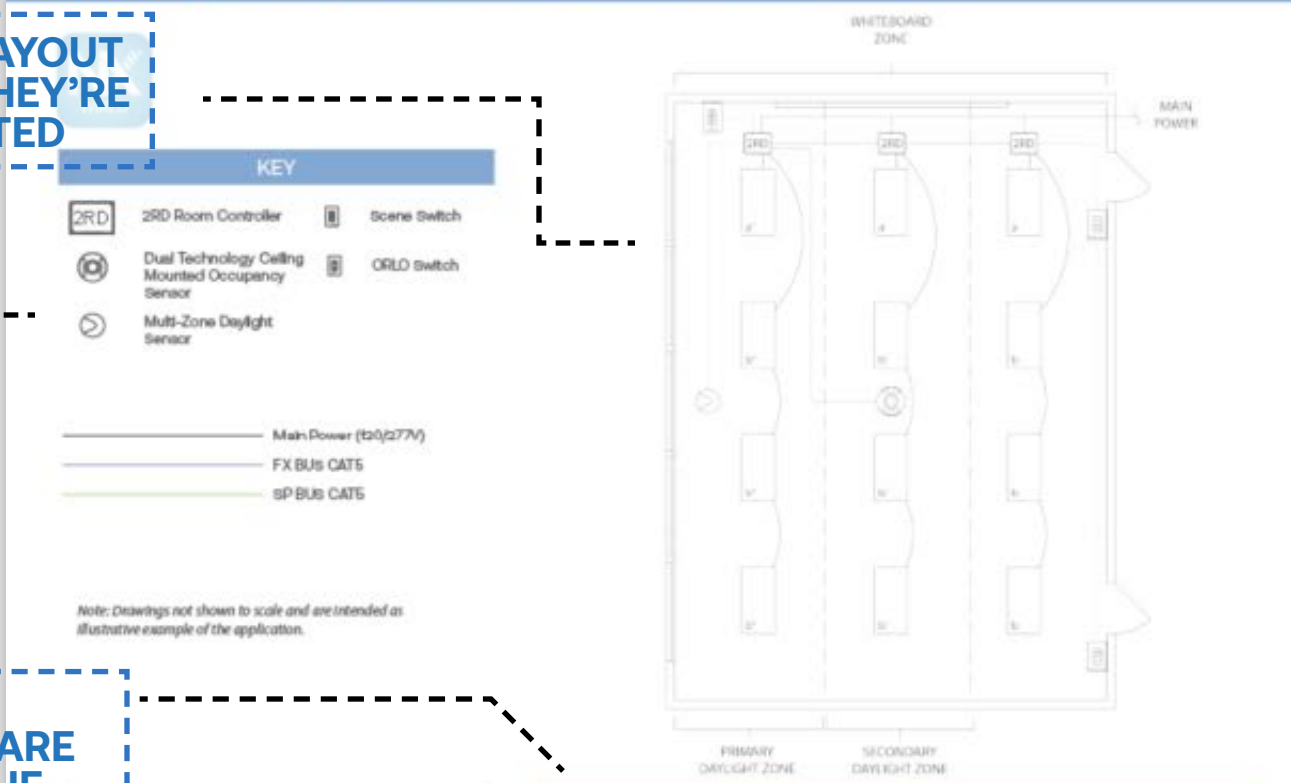 AYOUT
HEY'RE
TED
KEY
2RD
2RD Room Controller
Scene Switch
Dual Technology Ceiling
Mounted Occupancy
Sensor
ORLO Switch
Multi-Zone Daylight
Sensor
Main Power (120/277V)
FX BUS CAT5
SP BUS CAT5
Note: Drawings not shown to scale and are intended as
illustrative example of the application.
ARE
WHITEBOARD
ZONE
MAIN
POWER
2RD
2RD
2RD
PRIMARY
DAYLIGHT ZONE
SECONDARY
DAYLIGHT ZONE